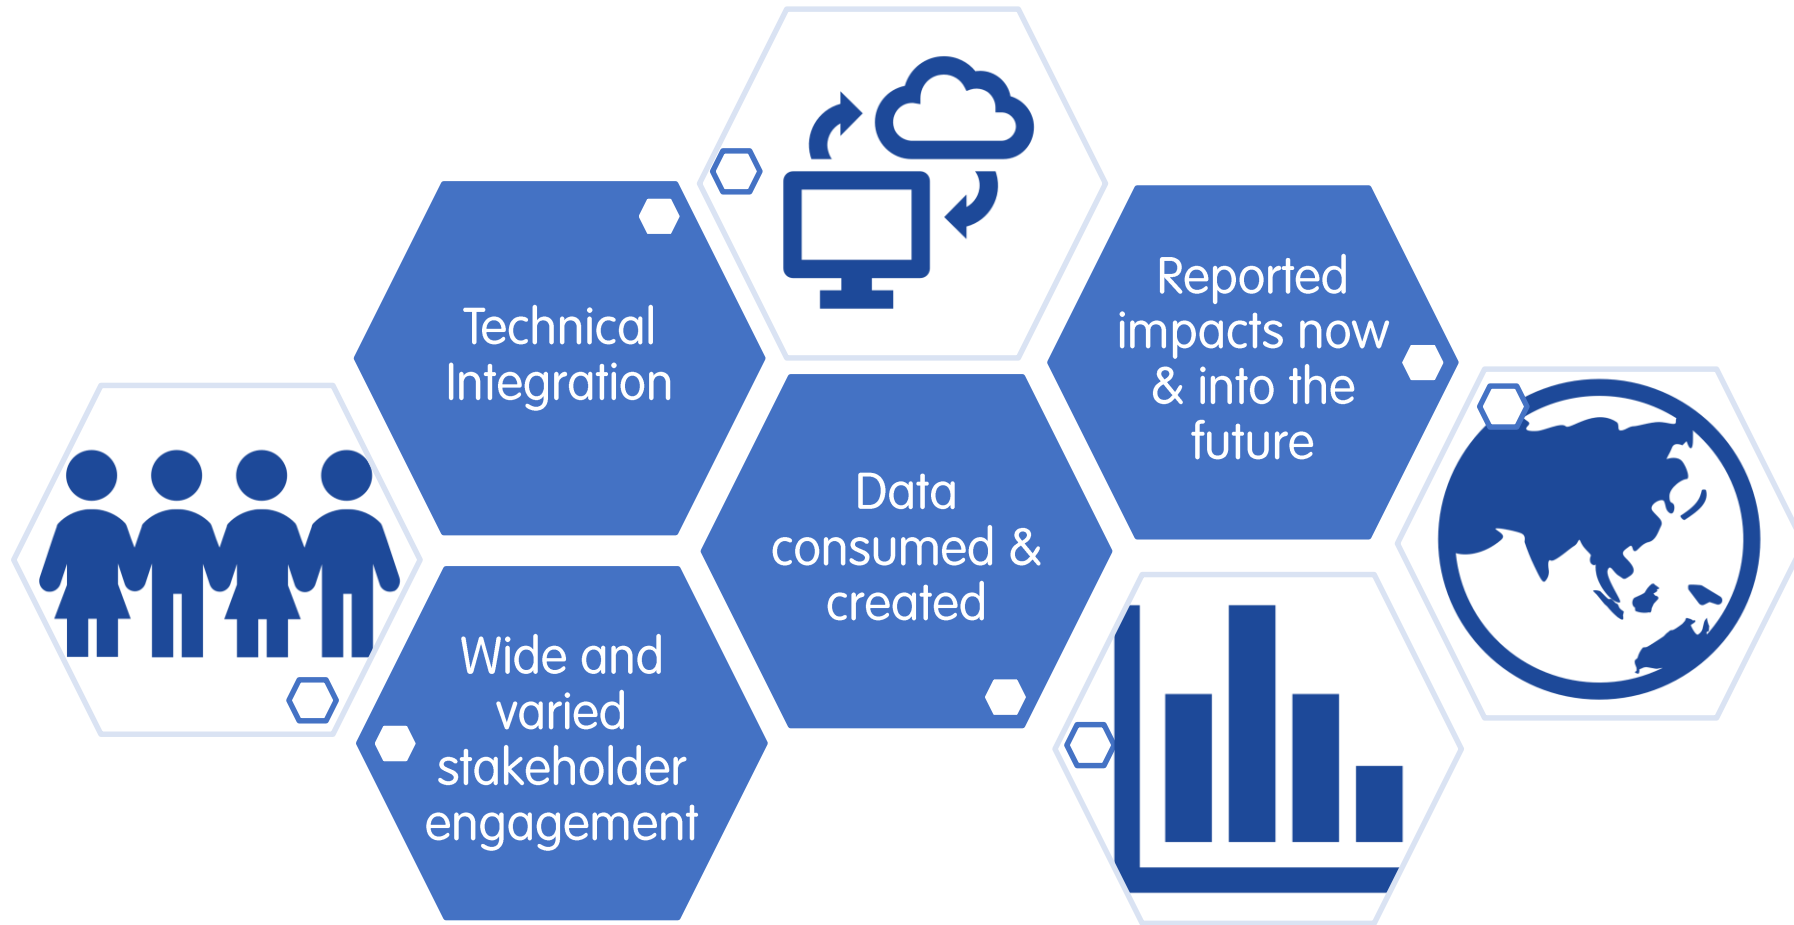 Technical
Integration
Wide and
varied
stakeholder
engagement
Data
consumed &
created
Reported
impacts now
& into the
future